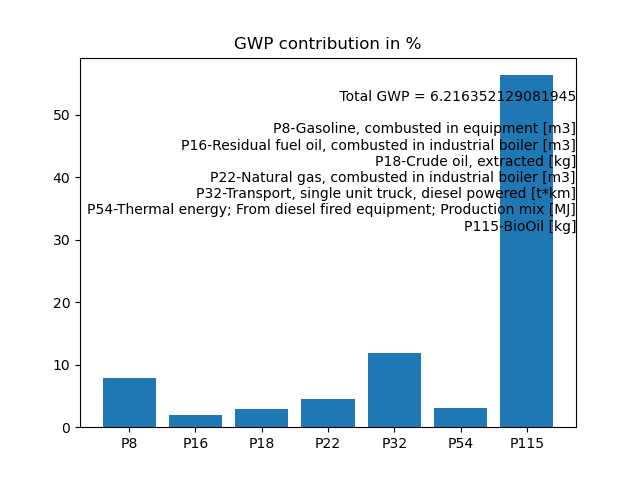 GWP contribution in %
Total GWP = 6.216352129081945
50
P8-Gasoline, combusted in equipment [m3]
P16-Residual fuel oil, combusted in industrial boiler [m3]
P18-Crude oil, extracted [kg]
40
P22-Natural gas, combusted in industrial boiler [m3]
P32-Transport, single unit truck, diesel powered [t*km]
P54-Thermal energy; From diesel fired equipment; Production mix [MJ]
P115-BioOil [kg]
30
20
10
0
P8 P16 P18 P22 P32 P54 P115